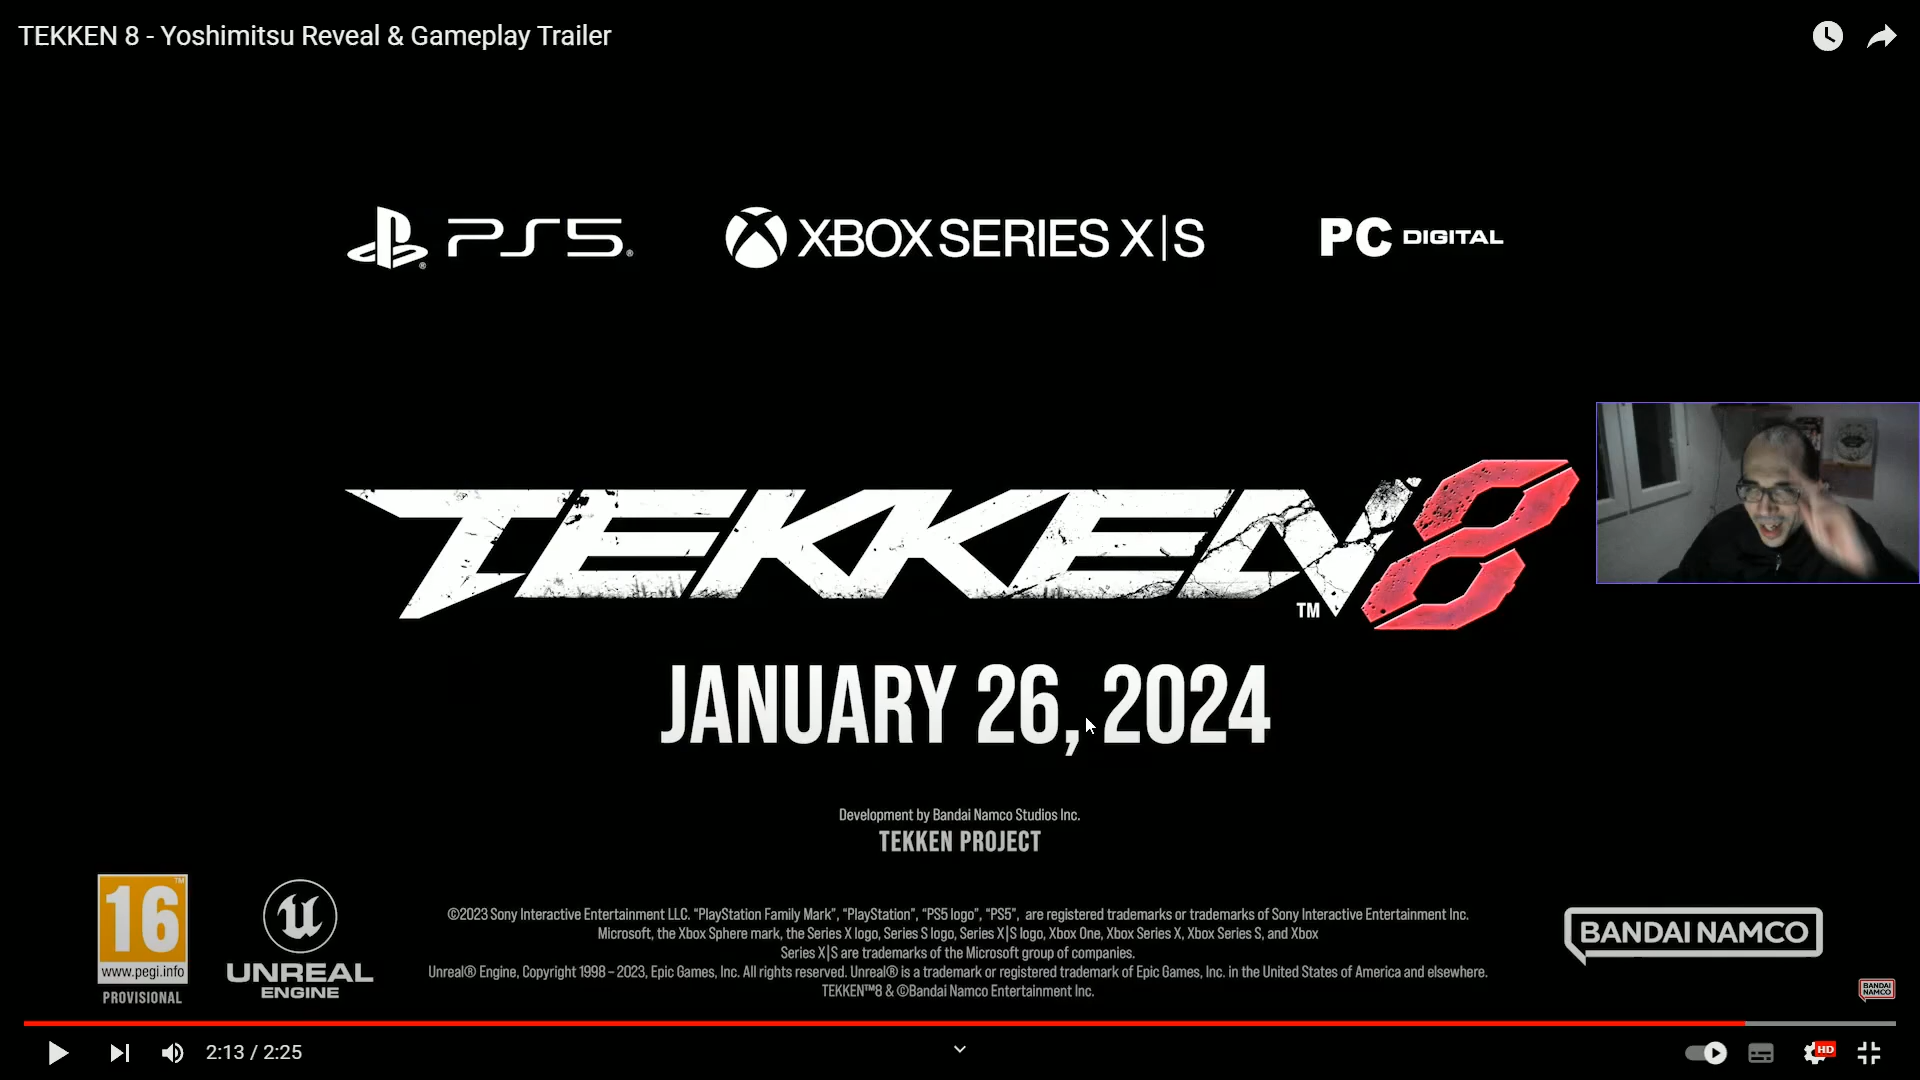 TEKKEN 8 - Yoshimitsu Reveal & Gameplay Trailer
PS5®
XBOX SERIES X|S
PC DIGITAL
TEKKEN 8
TM
JANUARY 26, 2024
Development by Bandai Namco Studios Inc.
TEKKEN PROJECT
16
TM
www.pegi.info
PROVISIONAL
UNREAL
ENGINE
©2023 Sony Interactive Entertainment LLC. “PlayStation Family Mark”, “PlayStation”, “PS5 logo”, “PS5”, are registered trademarks or trademarks of Sony Interactive Entertainment Inc.
Microsoft, the Xbox Sphere mark, the Series X logo, Series S logo, Series X|S logo, Xbox One, Xbox Series X, Xbox Series S, and Xbox
Series X|S are trademarks of the Microsoft group of companies.
Unreal® Engine, Copyright 1998 – 2023, Epic Games, Inc. All rights reserved. Unreal® is a trademark or registered trademark of Epic Games, Inc. in the United States of America and elsewhere.
TEKKEN™8 & ©Bandai Namco Entertainment Inc.
BANDAI NAMCO
BANDAI
NAMCO
2:13 / 2:25
HD